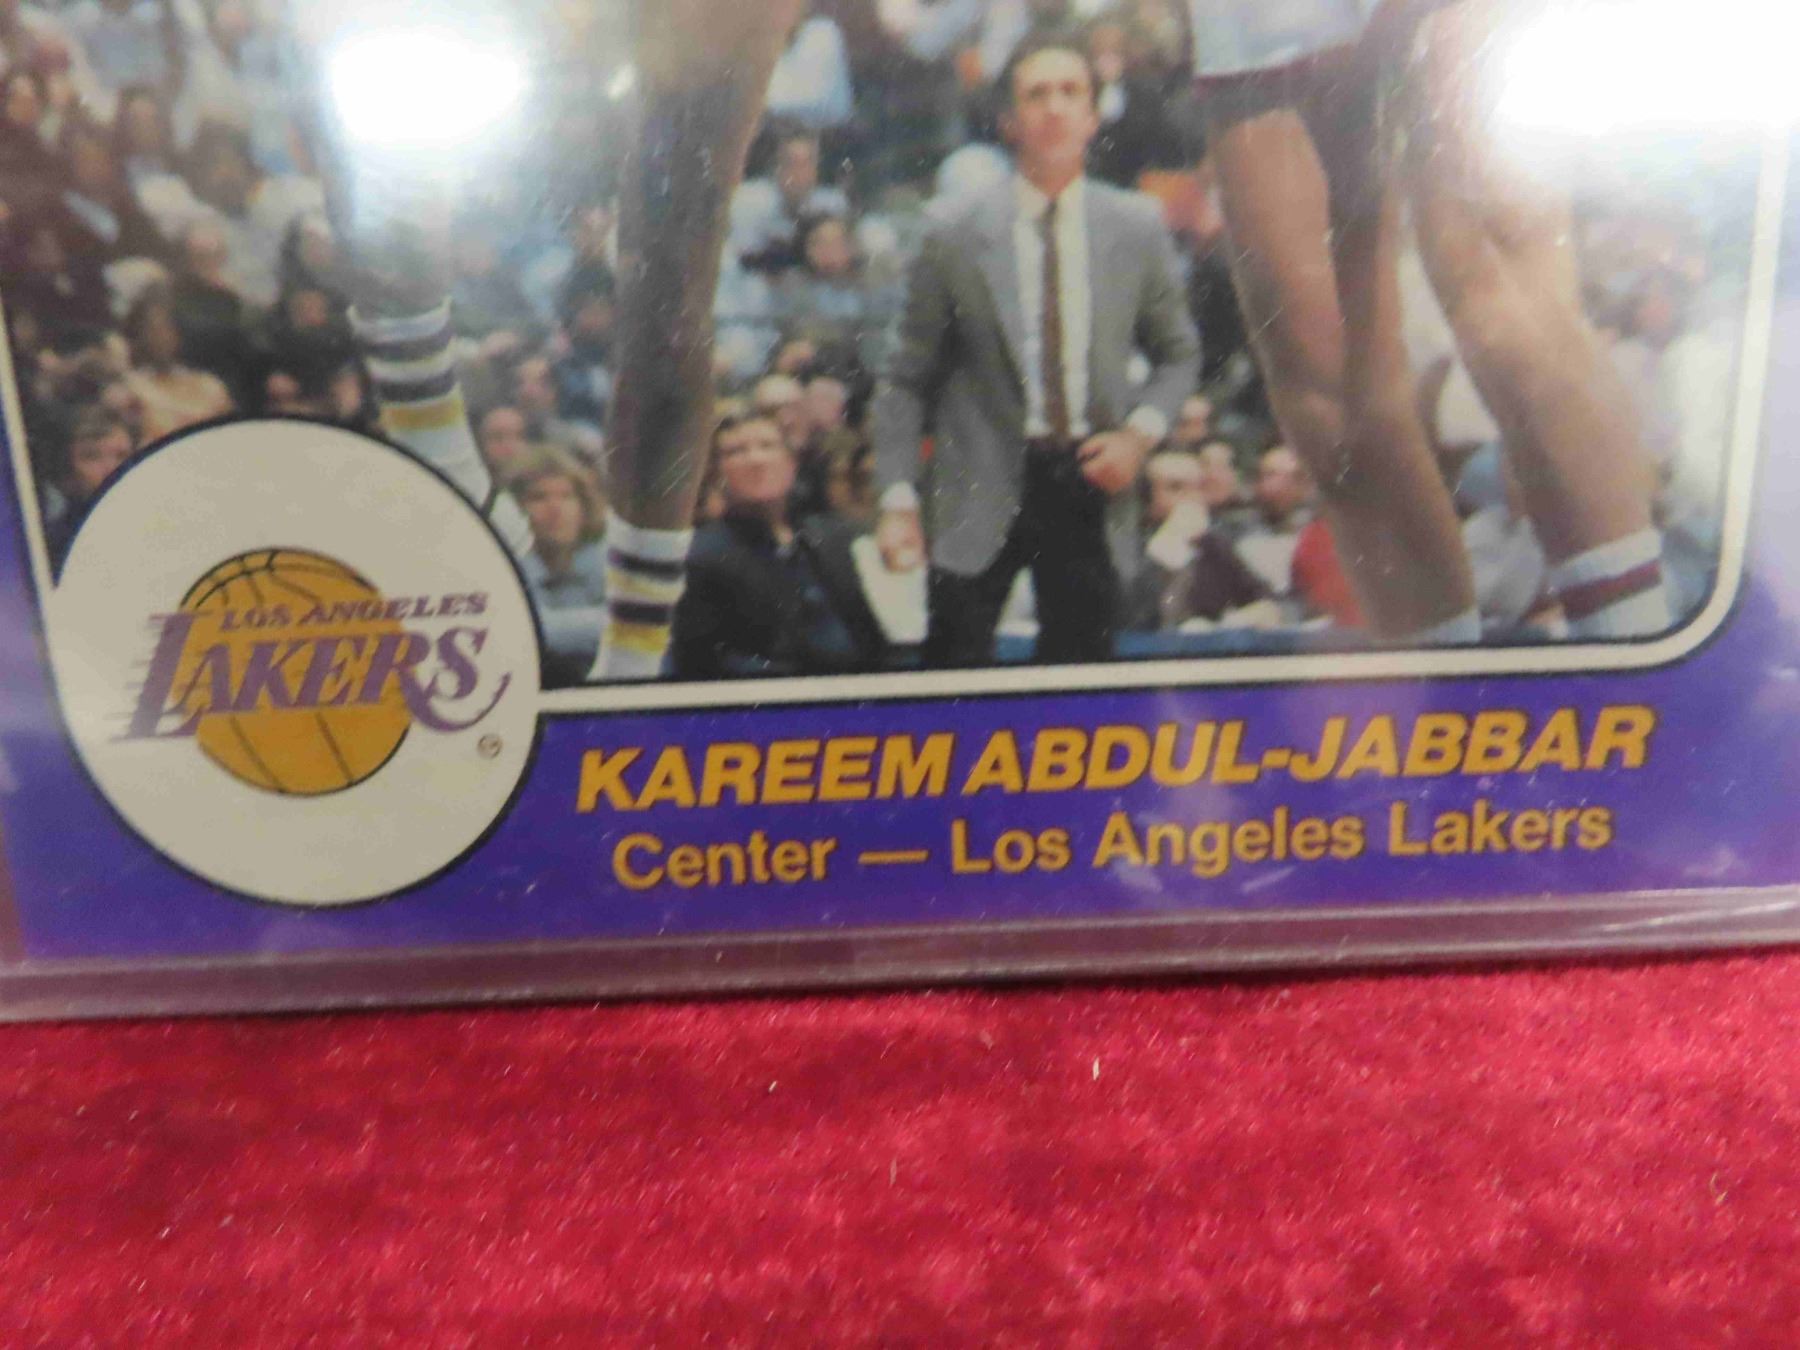 LOS ANGELES
LAKERS
KAREEM ABDUL-JABBAR
Center — Los Angeles Lakers